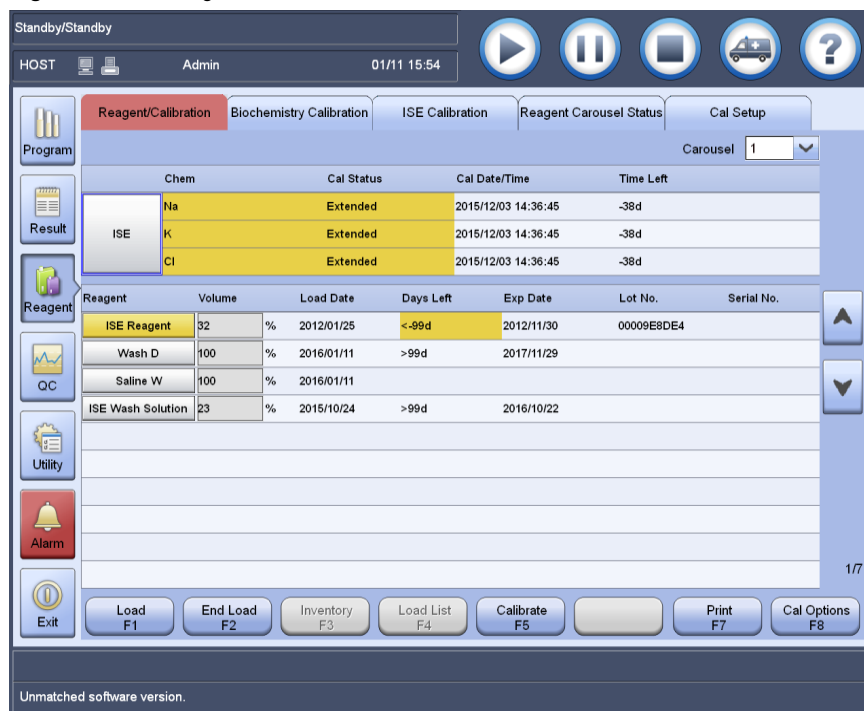 Standby/Standby
HOST Admin 01/11 15:54
?
Reagent/Calibration Biochemistry Calibration ISE Calibration Reagent Carousel Status Cal Setup
Program
Carousel 1
Chem Cal Status Cal Date/Time Time Left
ISE
Na Extended 2015/12/03 14:36:45 -38d
K Extended 2015/12/03 14:36:45 -38d
Cl Extended 2015/12/03 14:36:45 -38d
Result
Reagent
Reagent Volume Load Date Days Left Exp Date Lot No. Serial No.
ISE Reagent 32 % 2012/01/25 <-99d 2012/11/30 00009E8DE4
Wash D 100 % 2016/01/11 >99d 2017/11/29
Saline W 100 % 2016/01/11
ISE Wash Solution 23 % 2015/10/24 >99d 2016/10/22
QC
Utility
Alarm
1/7
Exit
Load F1
End Load F2
Inventory F3
Load List F4
Calibrate F5
Print F7
Cal Options F8
Unmatched software version.